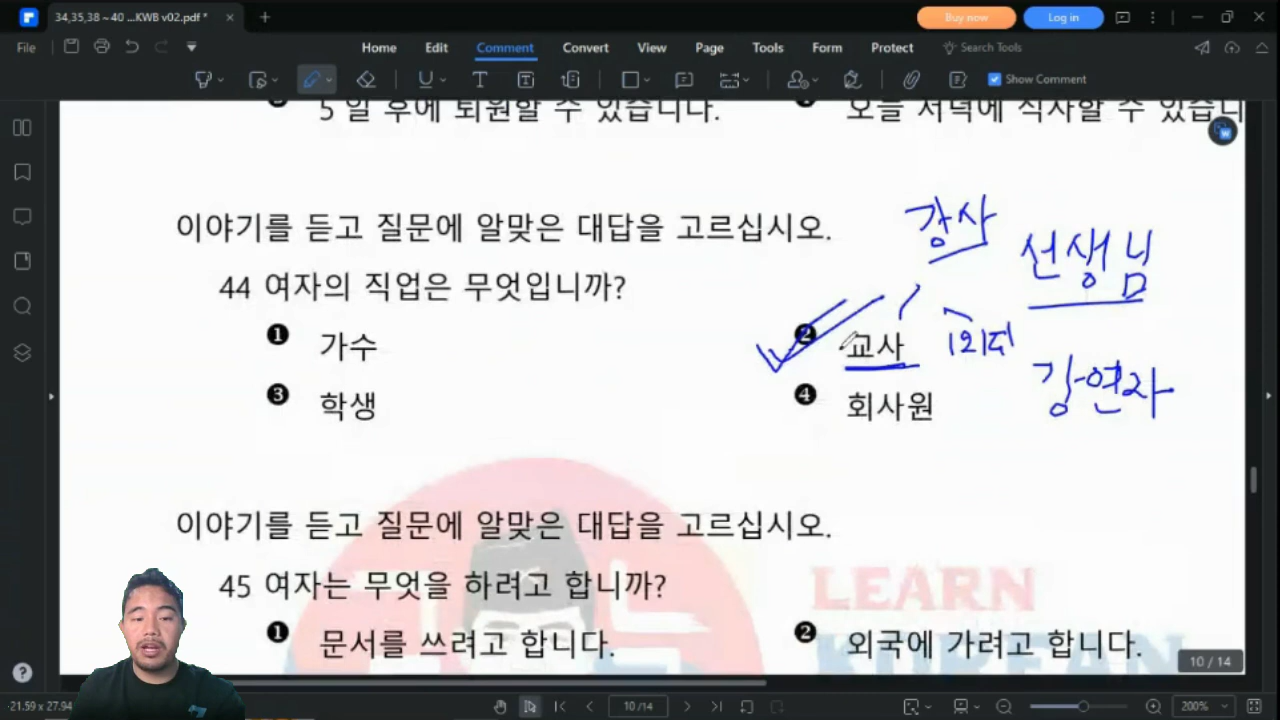 34,35,38 ~ 40 ...KWB v02.pdf *
Buy now
Log in
File
Home Edit Comment Convert View Page Tools Form Protect Search Tools
Show Comment
5 일 후에 퇴원할 수 있습니다.
오늘 저녁에 식사할 수 있습니
이야기를 듣고 질문에 알맞은 대답을 고르십시오.
강사
선생님
44 여자의 직업은 무엇입니까?
❶ 가수
❷ 교사
강연자
❸ 학생
❹ 회사원
이야기를 듣고 질문에 알맞은 대답을 고르십시오.
45 여자는 무엇을 하려고 합니까?
LEARN
KOREAN
❶ 문서를 쓰려고 합니다.
❷ 외국에 가려고 합니다.
10 / 14
-21.59 x 27.94
10 /14
200%